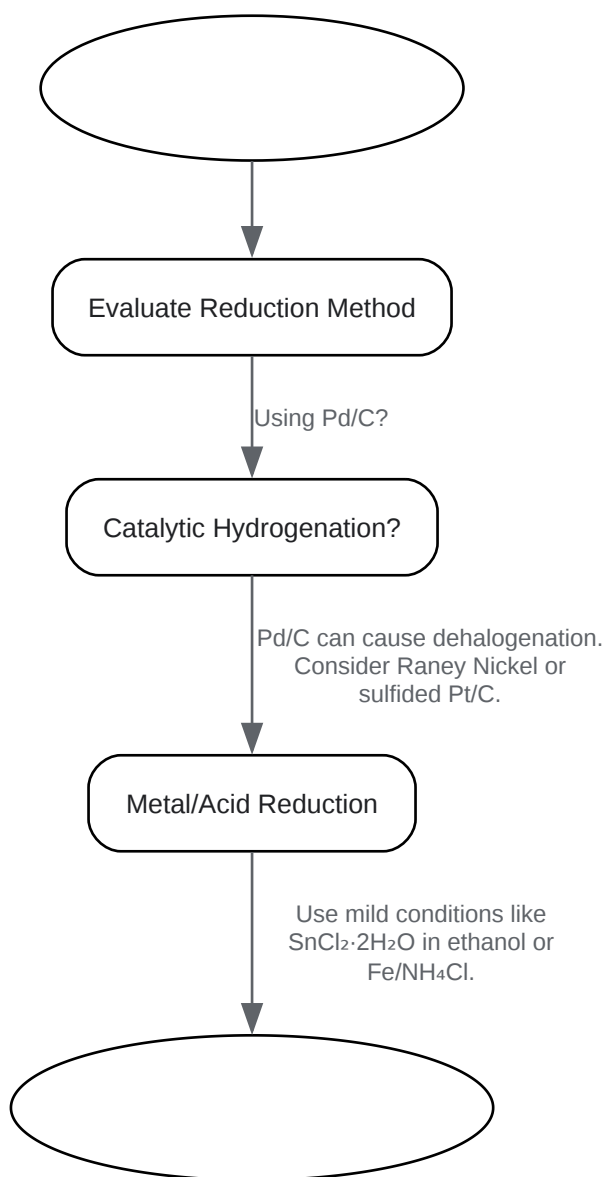 Evaluate Reduction Method
Using Pd/C?
Catalytic Hydrogenation?
Pd/C can cause dehalogenation.
Consider Raney Nickel or
sulfided Pt/C.
Metal/Acid Reduction
Use mild conditions like
SnCl₂·2H₂O in ethanol or
Fe/NH₄Cl.